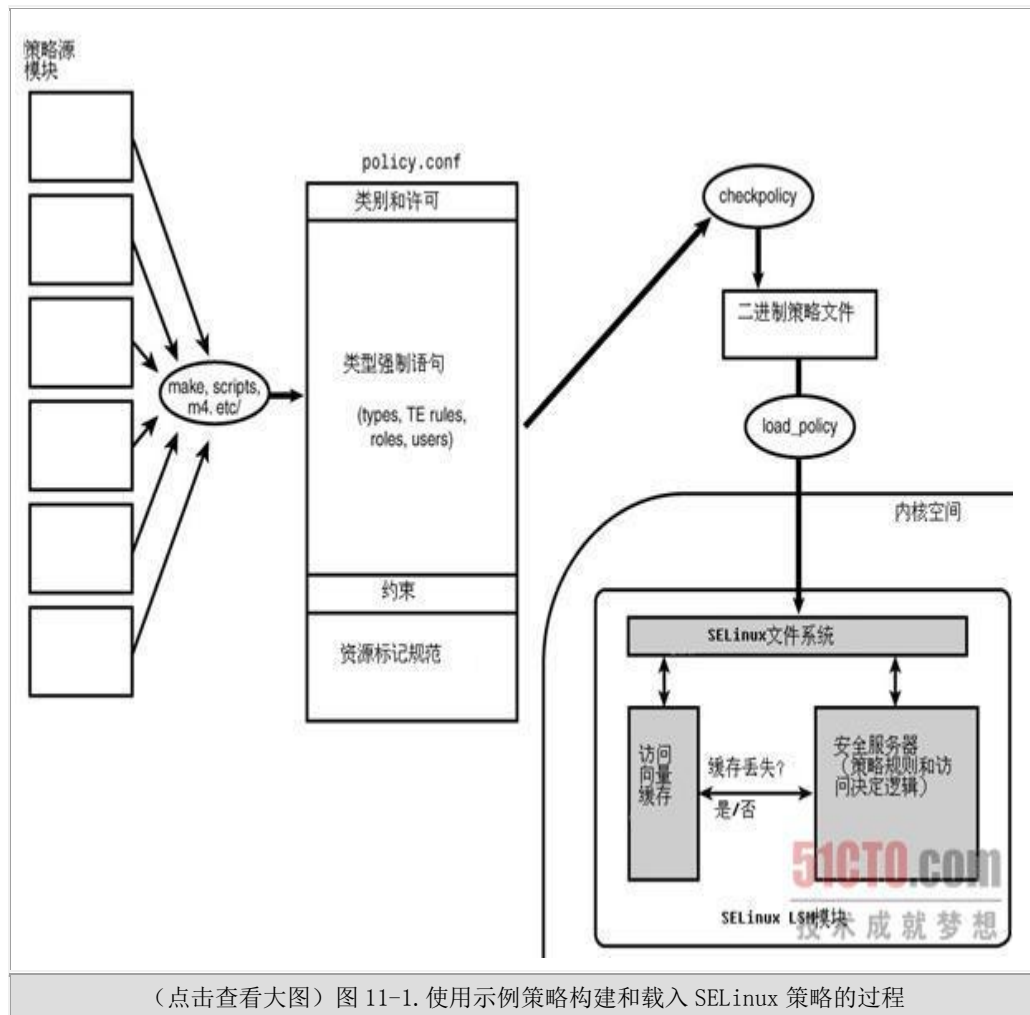 策略源
模块
policy.conf
类别和许可
类型强制语句
(types, TE rules,
roles, users)
约束
资源标记规范
make, scripts,
m4. etc/
checkpolicy
二进制策略文件
load_policy
内核空间
SELinux文件系统
访问
向量
缓存
缓存丢失?
是/否
安全服务器
(策略规则和访
问决定逻辑)
SELinux LSM模块
51CTO.com
技术成就梦想
(点击查看大图)图 11-1.使用示例策略构建和载入 SELinux 策略的过程